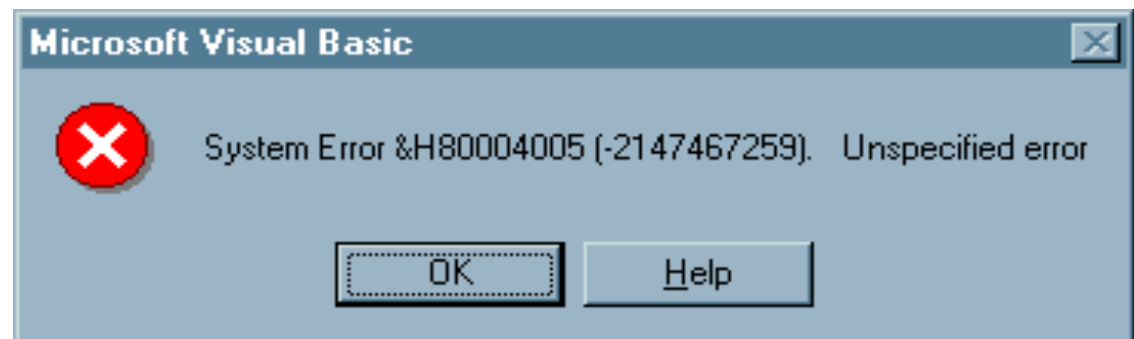 Microsoft Visual Basic
System Error &H80004005 (-2147467259). Unspecified error
OK Help